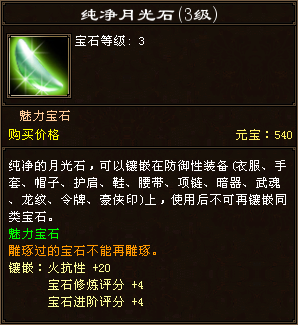 纯净月光石(3级)
宝石等级: 3
魅力宝石
购买价格 元宝: 540
纯净的月光石，可以镶嵌在防御性装备(衣服、手
套、帽子、护肩、鞋、腰带、项链、暗器、武魂
、龙纹、令牌、豪侠印)上，使用后不可再镶嵌同
类宝石。
魅力宝石
雕琢过的宝石不能再雕琢。
镶嵌: 火抗性 +20
宝石修炼评分 +4
宝石进阶评分 +4